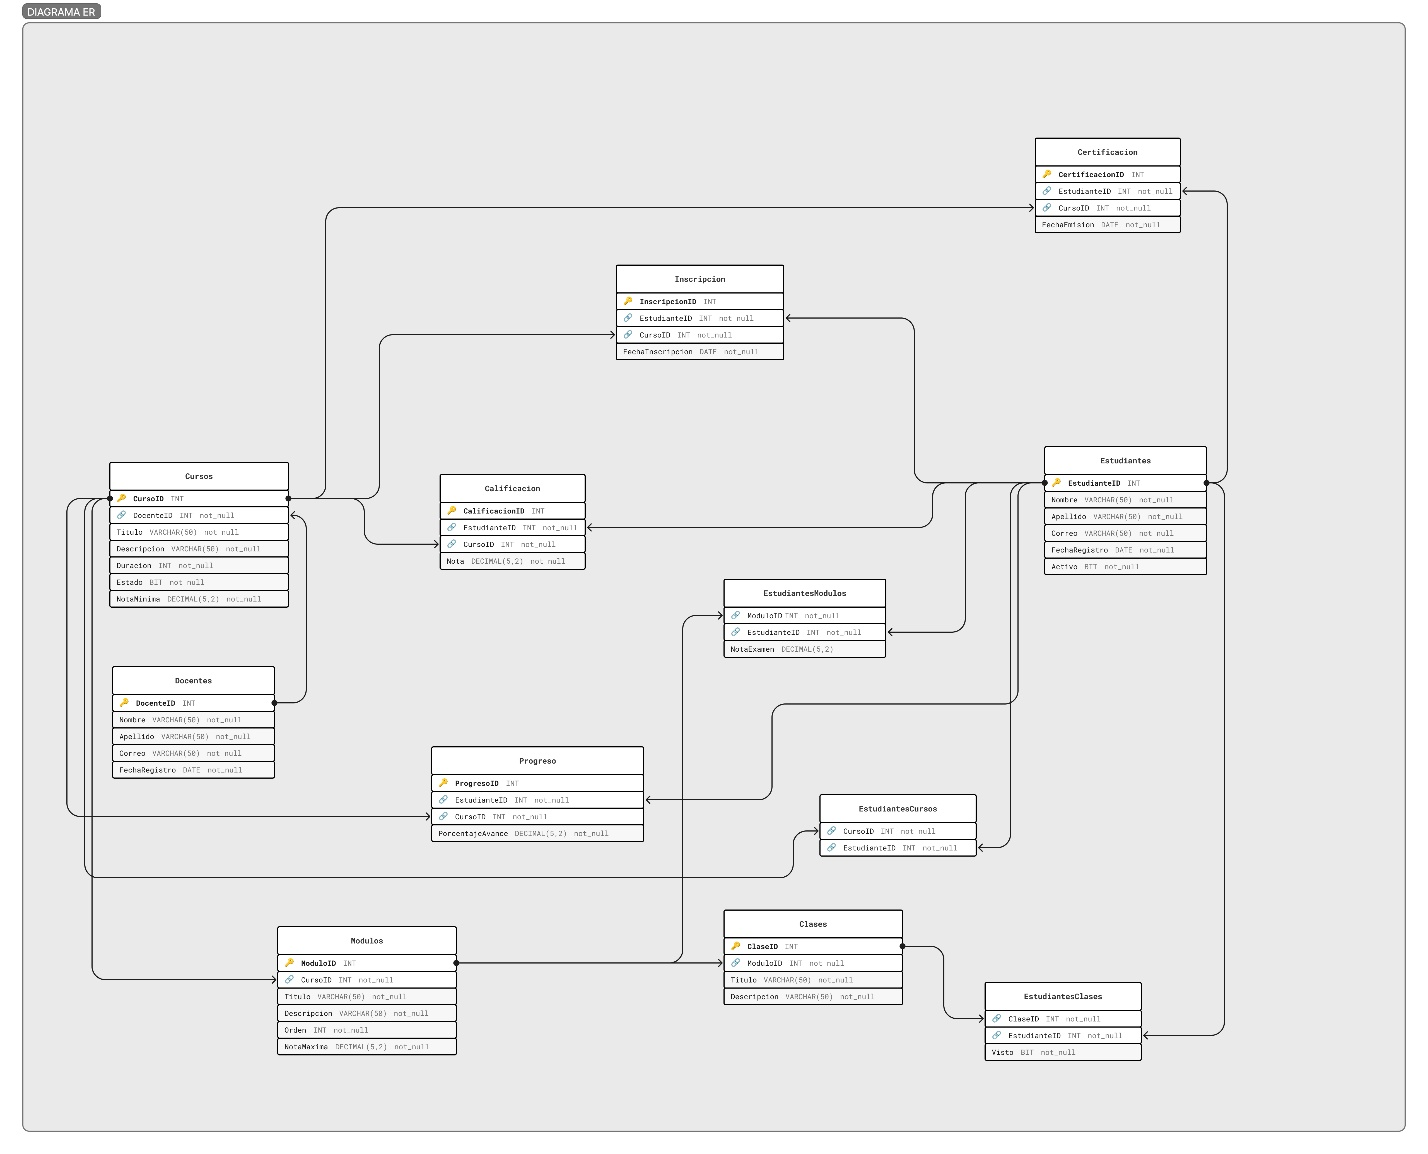 DIAGRAMA ER
Certificacion
CertificacionID INT
EstudianteID INT not_null
CursoID INT not_null
FechaEmision DATE not_null
Inscripcion
InscripcionID INT
EstudianteID INT not_null
CursoID INT not_null
FechaInscripcion DATE not_null
Cursos
CursoID INT
DocenteID INT not_null
Titulo VARCHAR(50) not_null
Descripcion VARCHAR(50) not_null
Duracion INT not_null
Estado BIT not_null
NotaMinima DECIMAL(5,2) not_null
Calificacion
CalificacionID INT
EstudianteID INT not_null
CursoID INT not_null
Nota DECIMAL(5,2) not_null
Estudiantes
EstudianteID INT
Nombre VARCHAR(50) not_null
Apellido VARCHAR(50) not_null
Correo VARCHAR(50) not_null
FechaRegistro DATE not_null
Activo BIT not_null
EstudiantesModulos
ModuloID INT not_null
EstudianteID INT not_null
NotaExamen DECIMAL(5,2)
Docentes
DocenteID INT
Nombre VARCHAR(50) not_null
Apellido VARCHAR(50) not_null
Correo VARCHAR(50) not_null
FechaRegistro DATE not_null
Progreso
ProgresoID INT
EstudianteID INT not_null
CursoID INT not_null
PorcentajeAvance DECIMAL(5,2) not_null
EstudiantesCursos
CursoID INT not_null
EstudianteID INT not_null
Modulos
ModuloID INT
CursoID INT not_null
Titulo VARCHAR(50) not_null
Descripcion VARCHAR(50) not_null
Orden INT not_null
NotaMaxima DECIMAL(5,2) not_null
Clases
ClaseID INT
ModuloID INT not_null
Titulo VARCHAR(50) not_null
Descripcion VARCHAR(50) not_null
EstudiantesClases
ClaseID INT not_null
EstudianteID INT not_null
Visto BIT not_null